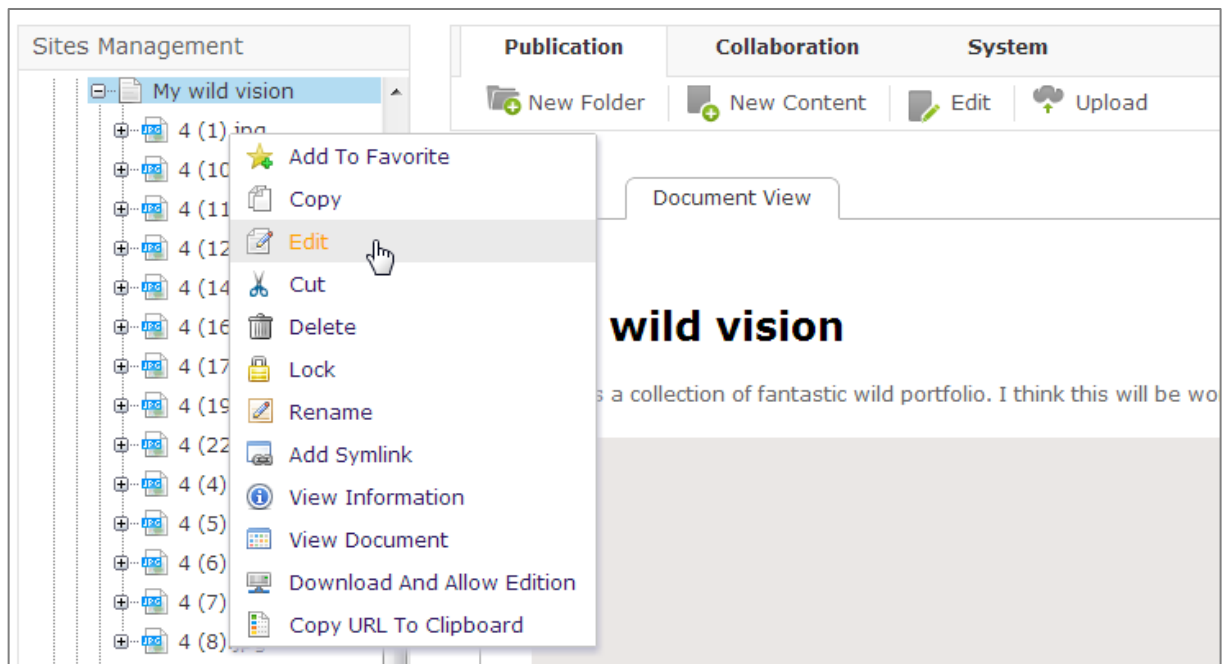 Sites Management
Publication Collaboration System
My wild vision
New Folder New Content Edit Upload
4 (1).jpg
4 (10
4 (11
4 (12
4 (14
4 (16
4 (17
4 (19
4 (22
4 (4)
4 (5)
4 (6)
4 (7)
4 (8).jpg
Add To Favorite
Copy
Edit
Cut
Delete
Lock
Rename
Add Symlink
View Information
View Document
Download And Allow Edition
Copy URL To Clipboard
Document View
wild vision
a collection of fantastic wild portfolio. I think this will be wo